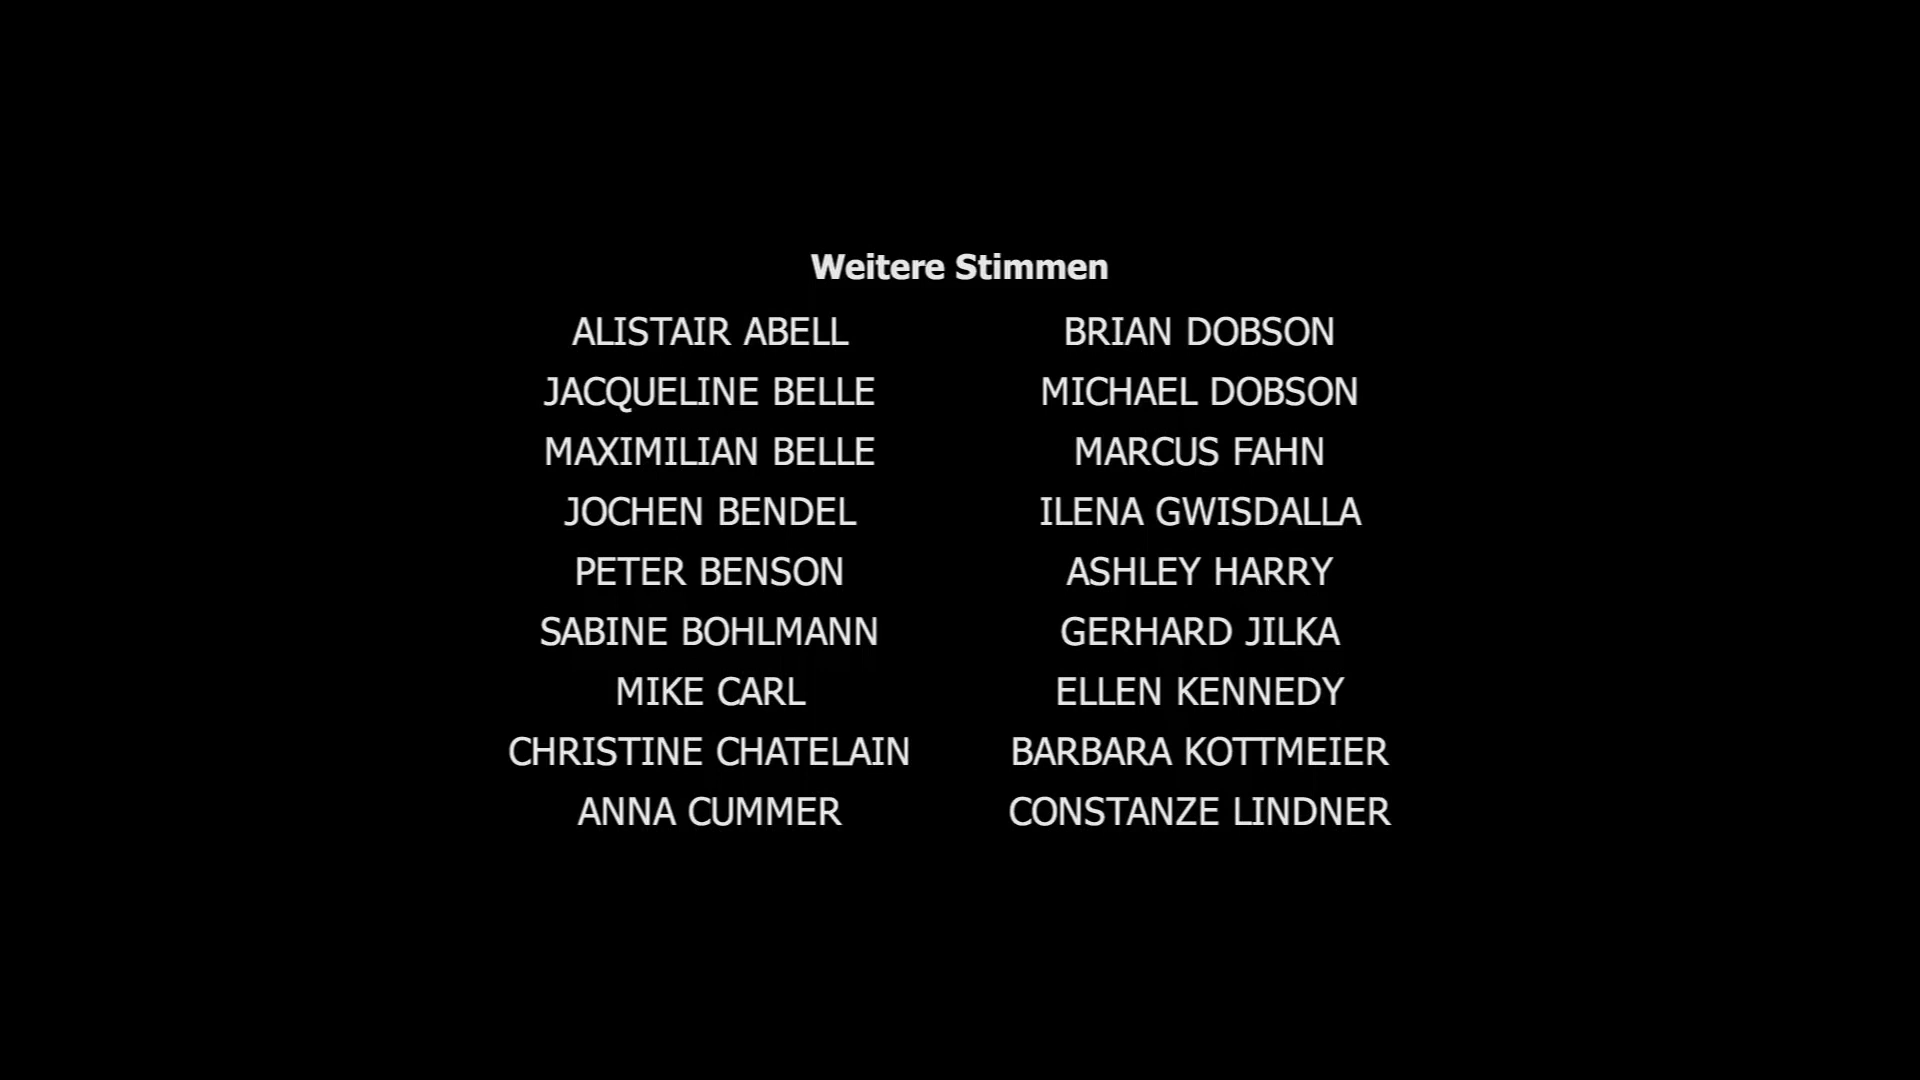 Weitere Stimmen
ALISTAIR ABELL
JACQUELINE BELLE
MAXIMILIAN BELLE
JOCHEN BENDEL
PETER BENSON
SABINE BOHLMANN
MIKE CARL
CHRISTINE CHATELAIN
ANNA CUMMER
BRIAN DOBSON
MICHAEL DOBSON
MARCUS FAHN
ILENA GWISDALLA
ASHLEY HARRY
GERHARD JILKA
ELLEN KENNEDY
BARBARA KOTTMEIER
CONSTANZE LINDNER